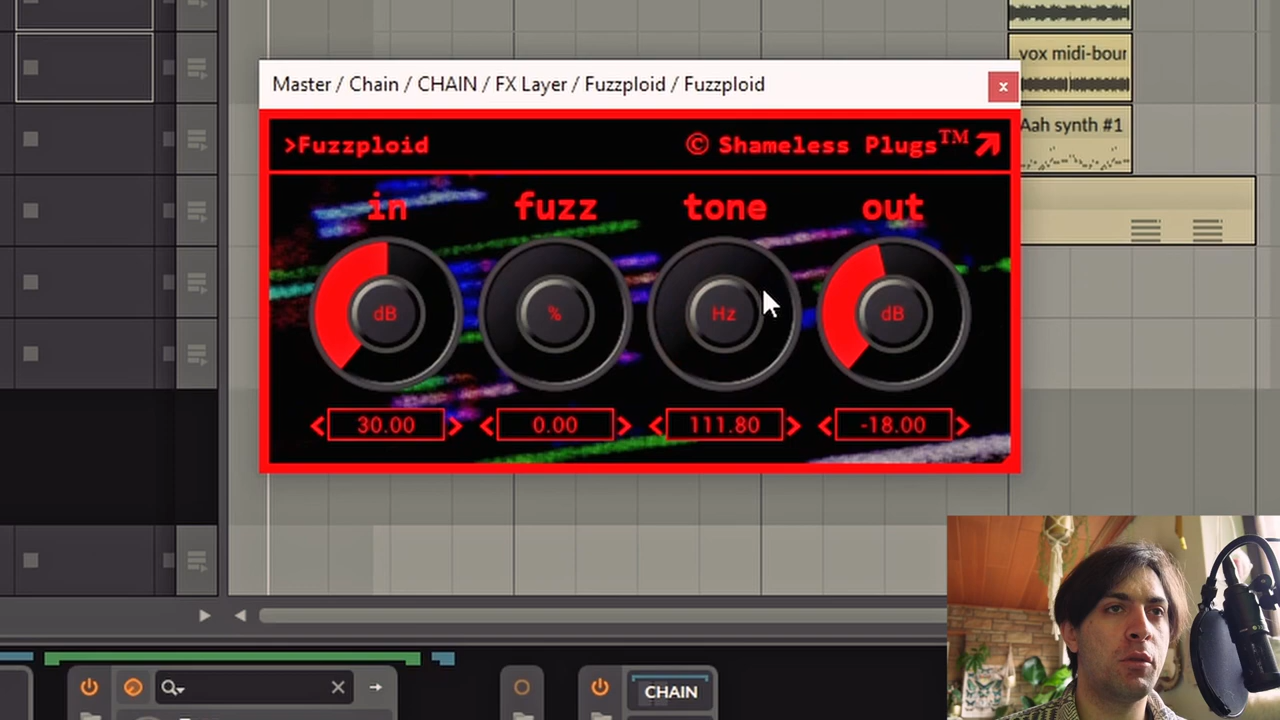 vox midi-bour
Master / Chain / CHAIN / FX Layer / Fuzzploid / Fuzzploid
x
>Fuzzploid
© Shameless Plugs™
Aah synth #1
in
fuzz
tone
out
dB
%
Hz
dB
30.00
0.00
111.80
-18.00
CHAIN